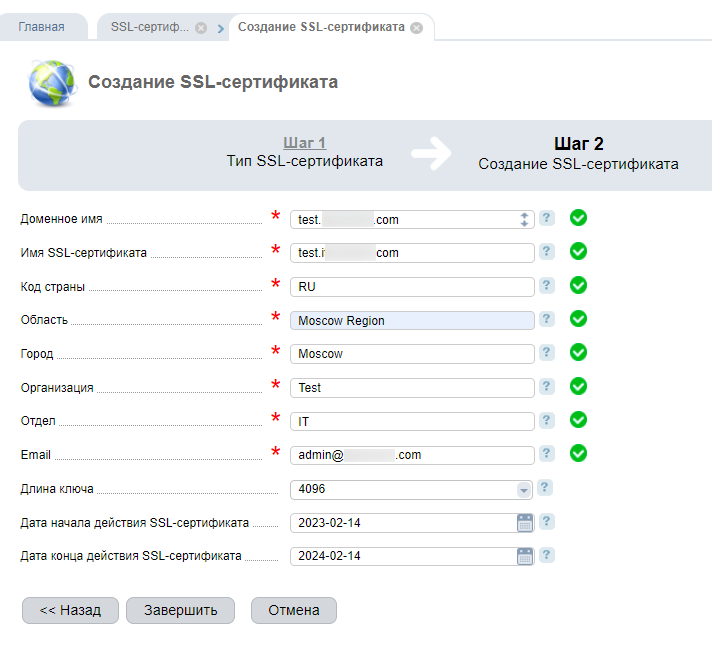 Главная SSL-сертиф... Создание SSL-сертификата
Создание SSL-сертификата
Шаг 1
Тип SSL-сертификата
Шаг 2
Создание SSL-сертификата
Доменное имя * test. .com ?
Имя SSL-сертификата * test.i com ?
Код страны * RU ?
Область * Moscow Region ?
Город * Moscow ?
Организация * Test ?
Отдел * IT ?
Email * admin@ .com ?
Длина ключа 4096 ?
Дата начала действия SSL-сертификата 2023-02-14 ?
Дата конца действия SSL-сертификата 2024-02-14 ?
<< Назад Завершить Отмена